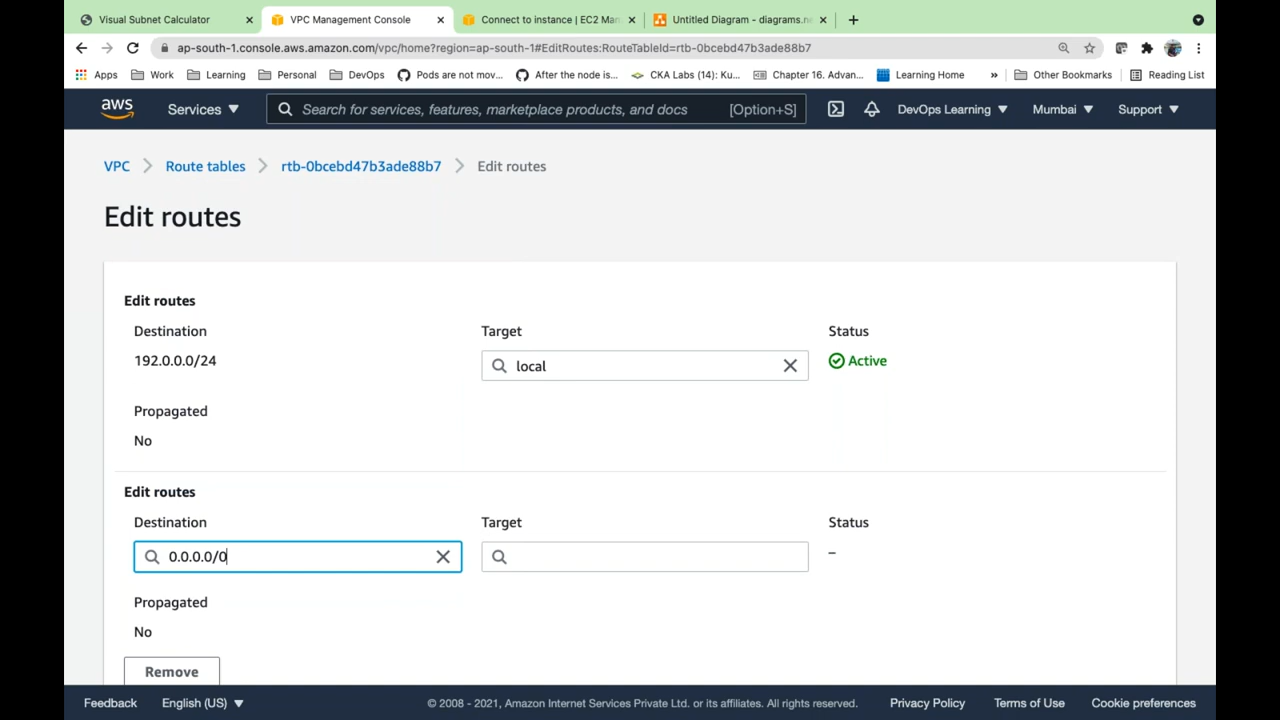 Visual Subnet Calculator
VPC Management Console
Connect to instance | EC2 Man
Untitled Diagram - diagrams.ne
ap-south-1.console.aws.amazon.com/vpc/home?region=ap-south-1#EditRoutes:RouteTableId=rtb-0bcebd47b3ade88b7
Apps
Work
Learning
Personal
DevOps
Pods are not mov...
After the node is...
CKA Labs (14): Ku...
Chapter 16. Advan...
Learning Home
»
Other Bookmarks
Reading List
aws
Services
Search for services, features, marketplace products, and docs
[Option+S]
DevOps Learning
Mumbai
Support
VPC
Route tables
rtb-0bcebd47b3ade88b7
Edit routes
Edit routes
Edit routes
Destination
Target
Status
192.0.0.0/24
local
Active
Propagated
No
Edit routes
Destination
Target
Status
0.0.0.0/0
–
Propagated
No
Remove
Feedback
English (US)
© 2008 - 2021, Amazon Internet Services Private Ltd. or its affiliates. All rights reserved.
Privacy Policy
Terms of Use
Cookie preferences